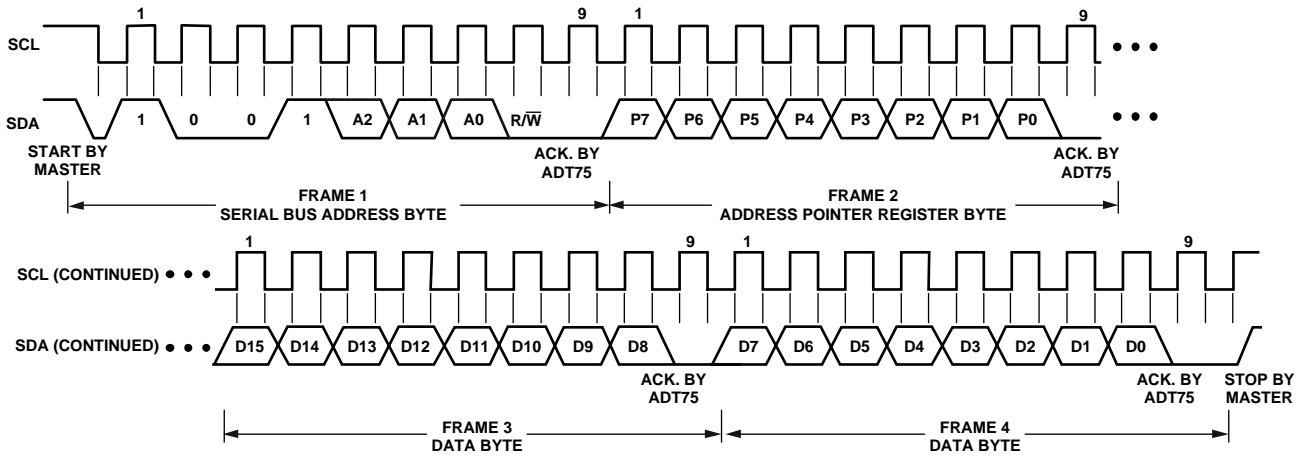 1 9 1 9
SCL
SDA 1 0 0 1 A2 A1 A0 R/W̅ P7 P6 P5 P4 P3 P2 P1 P0
START BY MASTER
ACK. BY ADT75
ACK. BY ADT75
FRAME 1
SERIAL BUS ADDRESS BYTE
FRAME 2
ADDRESS POINTER REGISTER BYTE
1 9 1 9
SCL (CONTINUED)
SDA (CONTINUED) D15 D14 D13 D12 D11 D10 D9 D8 D7 D6 D5 D4 D3 D2 D1 D0
ACK. BY ADT75
ACK. BY ADT75
STOP BY MASTER
FRAME 3
DATA BYTE
FRAME 4
DATA BYTE